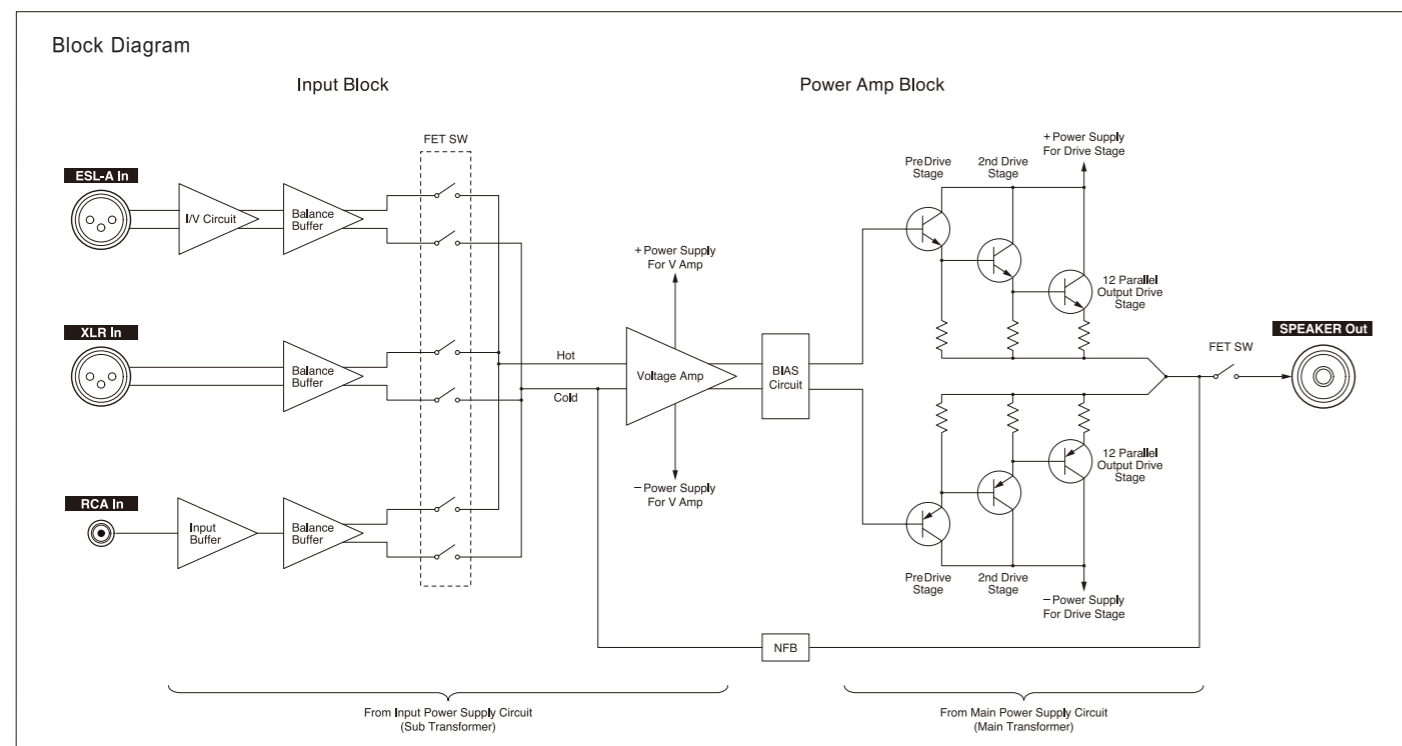 Block Diagram
Input Block
Power Amp Block
FET SW
ESL-A In
I/V Circuit
Balance
Buffer
XLR In
Balance
Buffer
RCA In
Input
Buffer
Balance
Buffer
Hot
Cold
+ Power Supply
For V Amp
Voltage Amp
− Power Supply
For V Amp
BIAS
Circuit
PreDrive
Stage
2nd Drive
Stage
+ Power Supply
For Drive Stage
12 Parallel
Output Drive
Stage
12 Parallel
Output Drive
Stage
PreDrive
Stage
2nd Drive
Stage
− Power Supply
For Drive Stage
FET SW
SPEAKER Out
NFB
From Input Power Supply Circuit
(Sub Transformer)
From Main Power Supply Circuit
(Main Transformer)